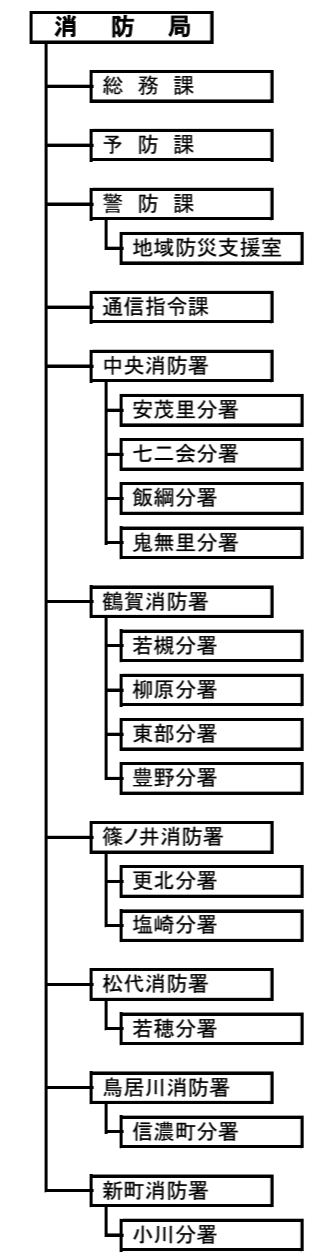 消防局
総務課
予防課
警防課
地域防災支援室
通信指令課
中央消防署
安茂里分署
七二会分署
飯綱分署
鬼無里分署
鶴賀消防署
若槻分署
柳原分署
東部分署
豊野分署
篠ノ井消防署
更北分署
塩崎分署
松代消防署
若穂分署
鳥居川消防署
信濃町分署
新町消防署
小川分署